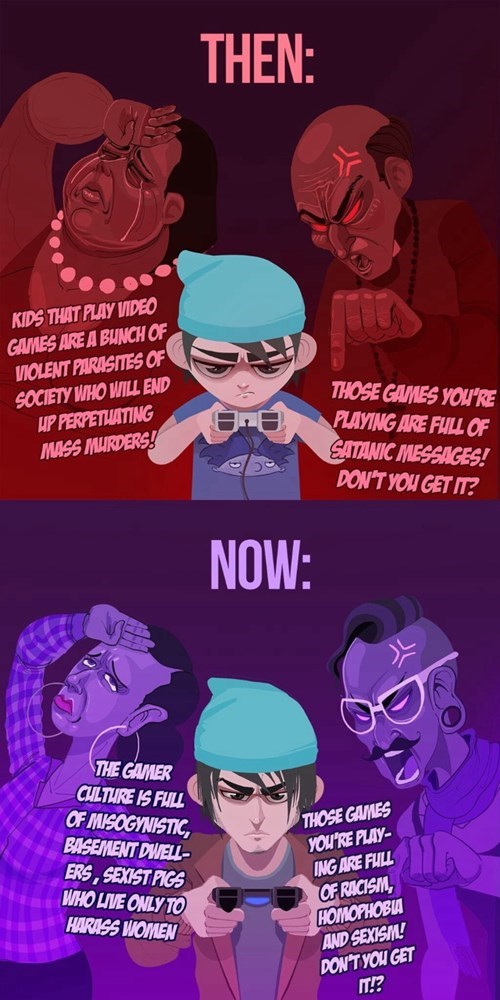 THEN:
KIDS THAT PLAY VIDEO
GAMES ARE A BUNCH OF
VIOLENT PARASITES OF
SOCIETY WHO WILL END
UP PERPETUATING
MASS MURDERS!
THOSE GAMES YOU'RE
PLAYING ARE FULL OF
SATANIC MESSAGES!
DON'T YOU GET IT?
NOW:
THE GAMER
CULTURE IS FULL
OF MISOGYNISTIC,
BASEMENT DWELL-
ERS, SEXIST PIGS
WHO LIVE ONLY TO
HARASS WOMEN
THOSE GAMES
YOU'RE PLAY-
ING ARE FULL
OF RACISM,
HOMOPHOBIA
AND SEXISM!
DON'T YOU GET
IT!?